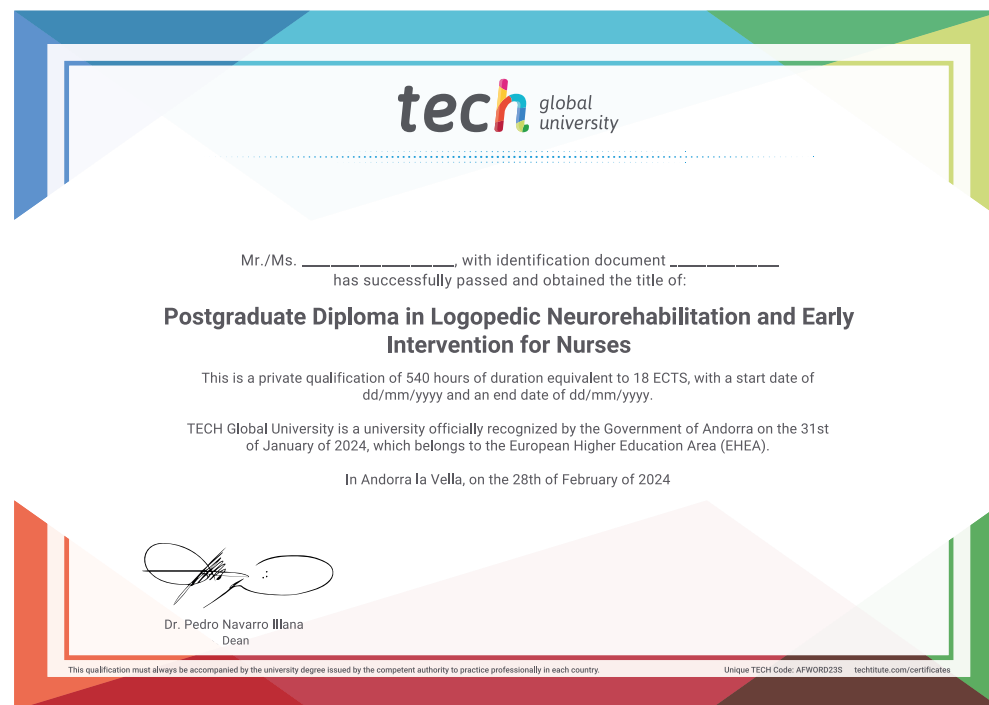 tech global
university
Mr./Ms. ____________________, with identification document ______________
has successfully passed and obtained the title of:
Postgraduate Diploma in Logopedic Neurorehabilitation and Early
Intervention for Nurses
This is a private qualification of 540 hours of duration equivalent to 18 ECTS, with a start date of
dd/mm/yyyy and an end date of dd/mm/yyyy.
TECH Global University is a university officially recognized by the Government of Andorra on the 31st
of January of 2024, which belongs to the European Higher Education Area (EHEA).
In Andorra la Vella, on the 28th of February of 2024
Dr. Pedro Navarro Illana
Dean
This qualification must always be accompanied by the university degree issued by the competent authority to practice professionally in each country.
Unique TECH Code: AFWORD23S techtitute.com/certificates